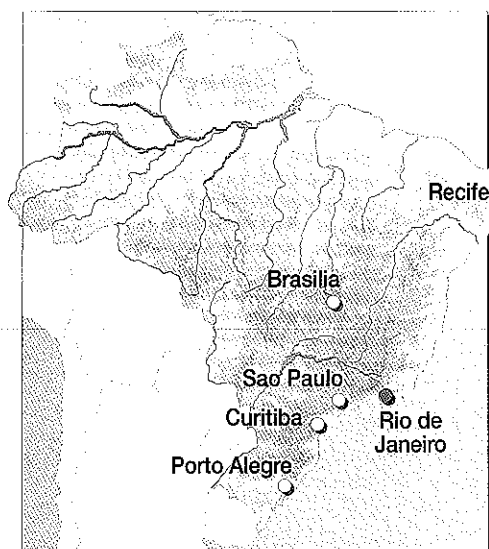 Recife
Brasilia
Sao Paulo
Curitiba
Rio de
Janeiro
Porto Alegre